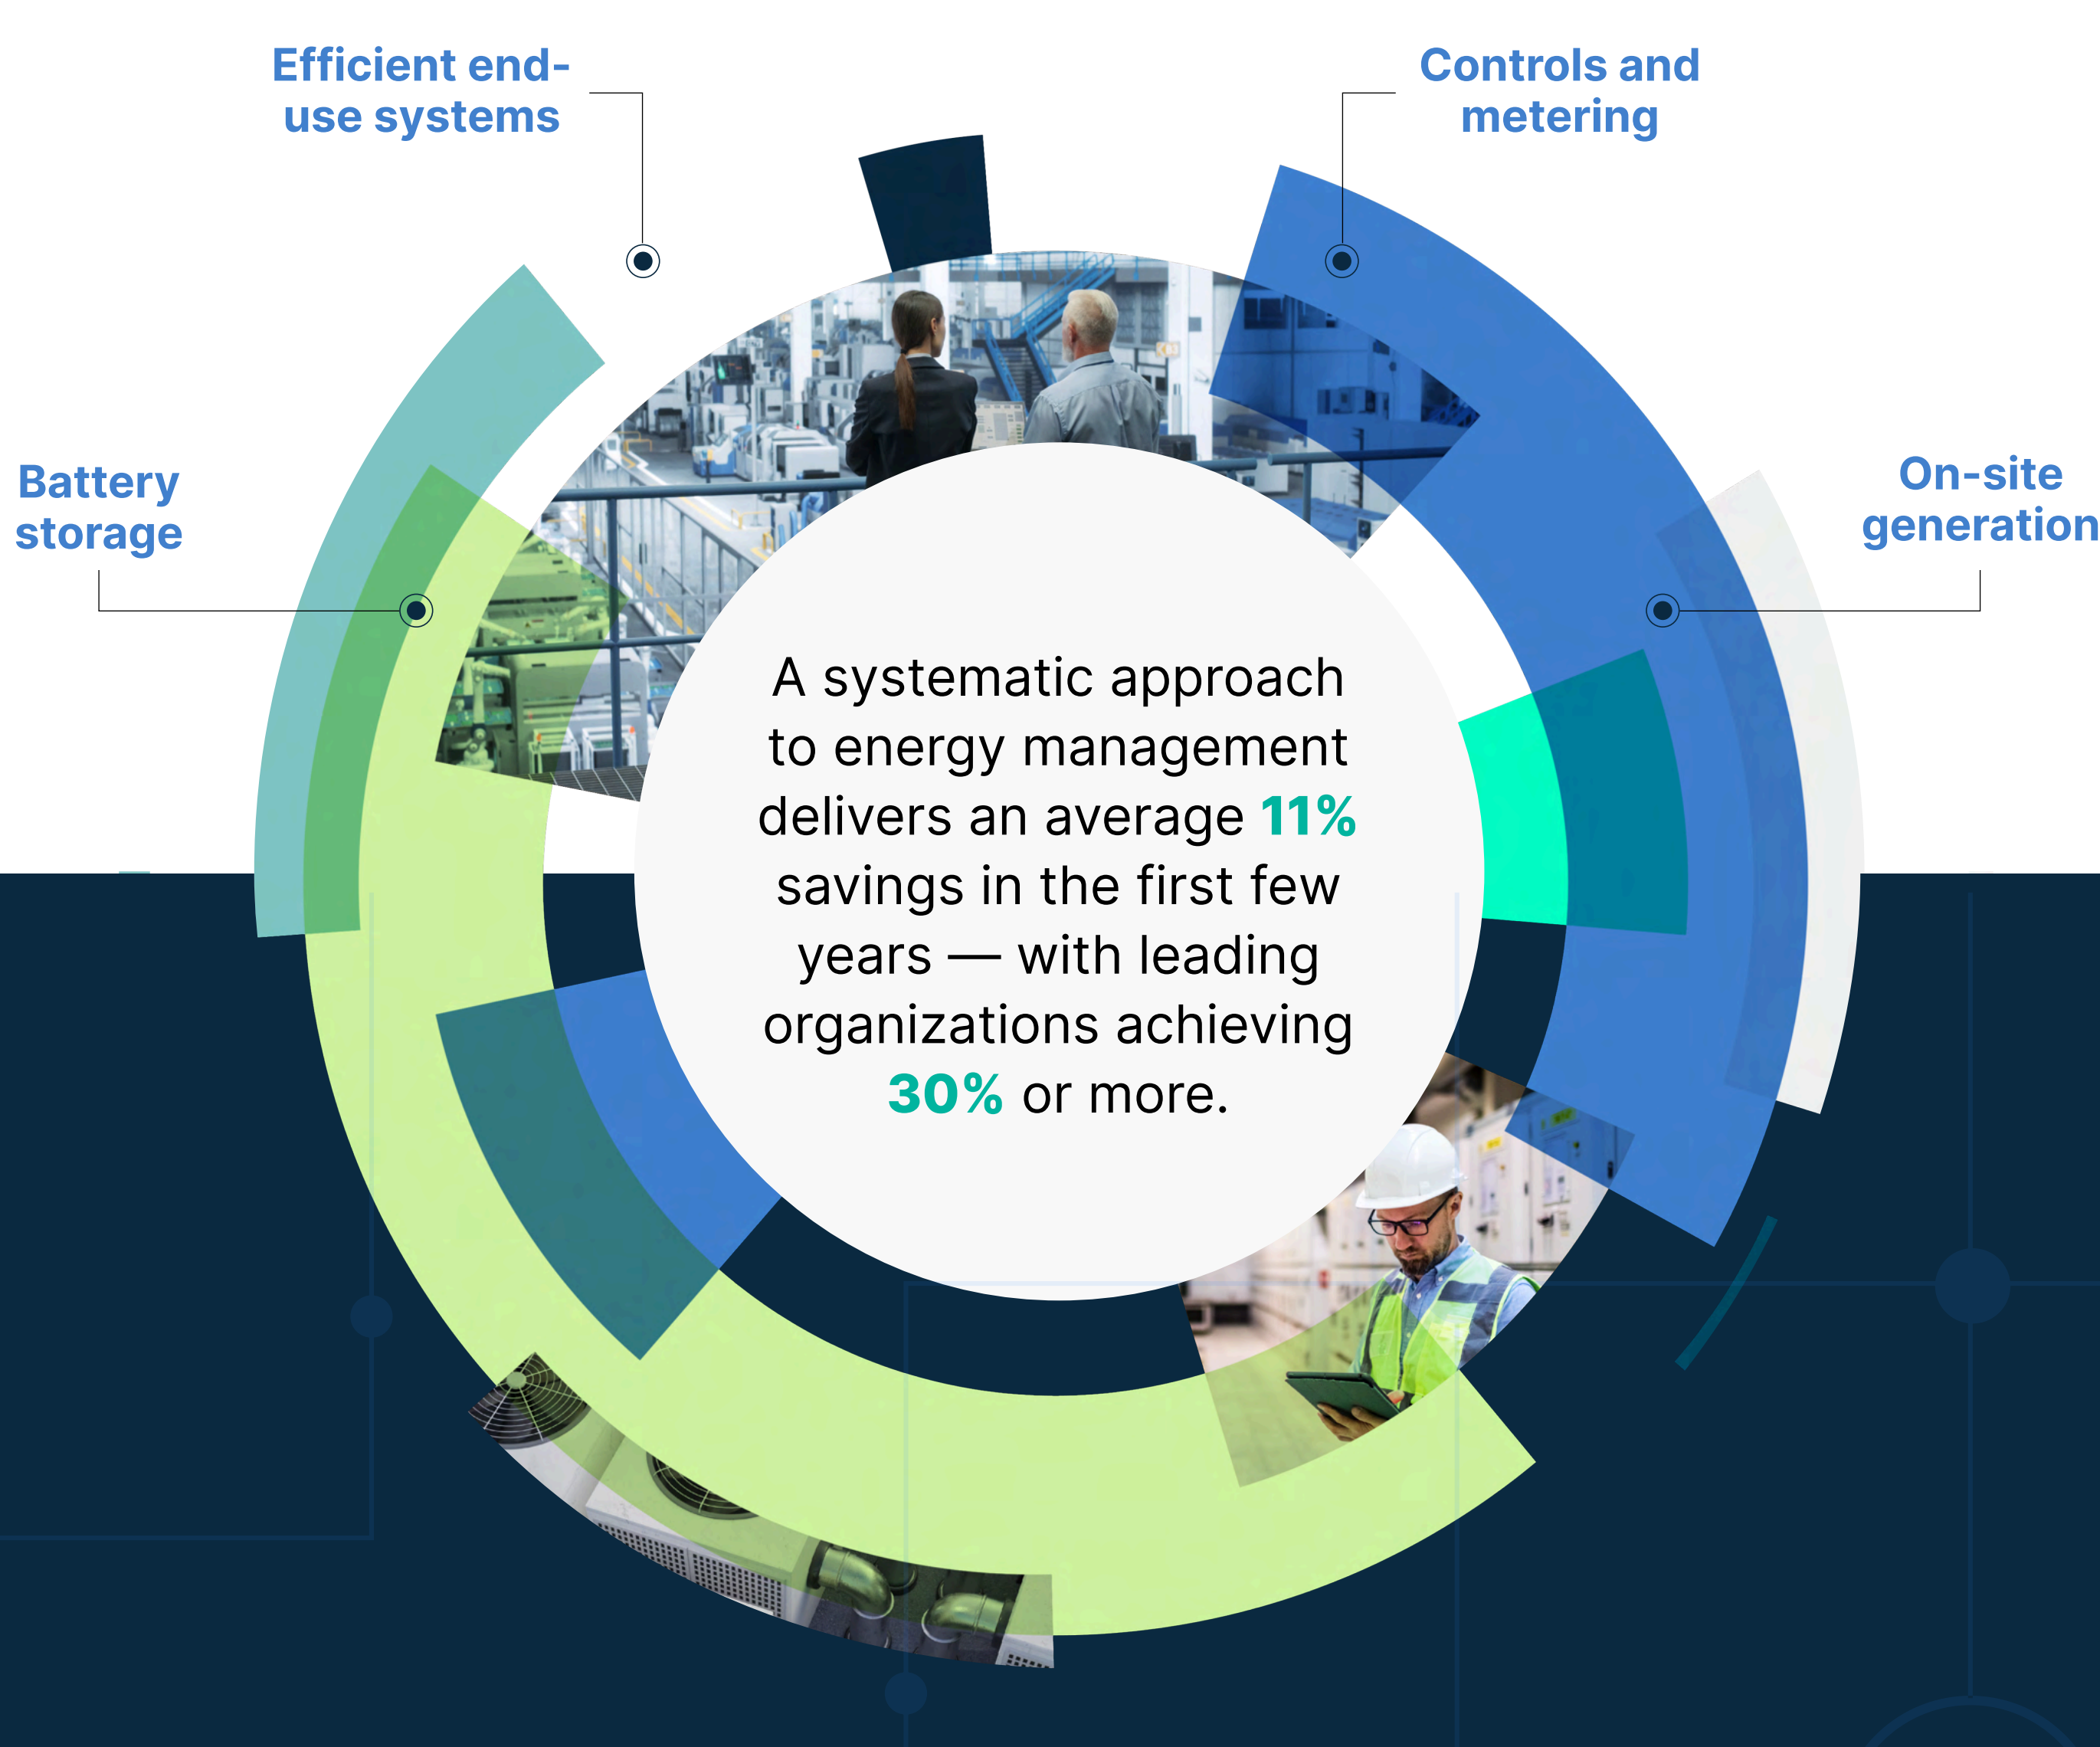 Efficient end-
use systems
Controls and
metering
Battery
storage
On-site
generation
A systematic approach
to energy management
delivers an average 11%
savings in the first few
years — with leading
organizations achieving
30% or more.